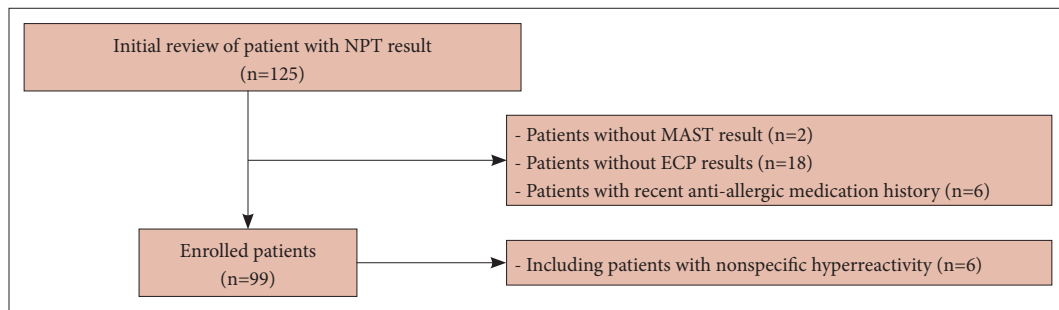 Initial review of patient with NPT result
(n=125)
- Patients without MAST result (n=2)
- Patients without ECP results (n=18)
- Patients with recent anti-allergic medication history (n=6)
Enrolled patients
(n=99)
- Including patients with nonspecific hyperreactivity (n=6)